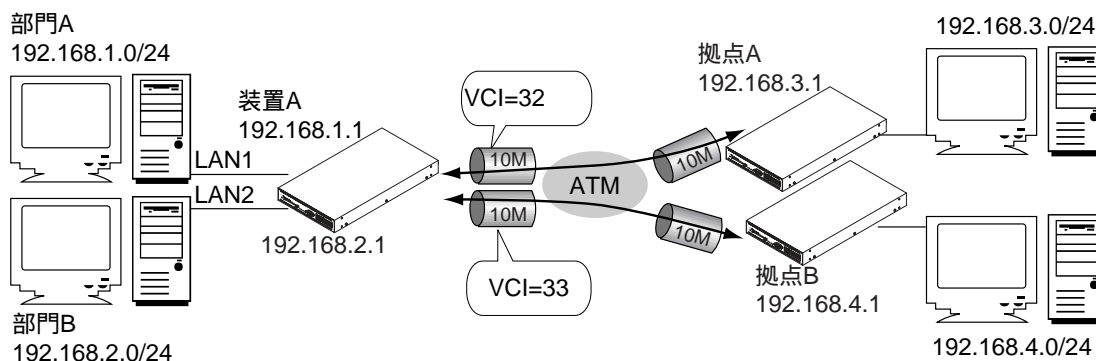 部門A
192.168.1.0/24
装置A
192.168.1.1
LAN1
LAN2
192.168.2.1
部門B
192.168.2.0/24
VCI=32
10M
10M
ATM
10M
10M
VCI=33
拠点A
192.168.3.1
192.168.3.0/24
拠点B
192.168.4.1
192.168.4.0/24